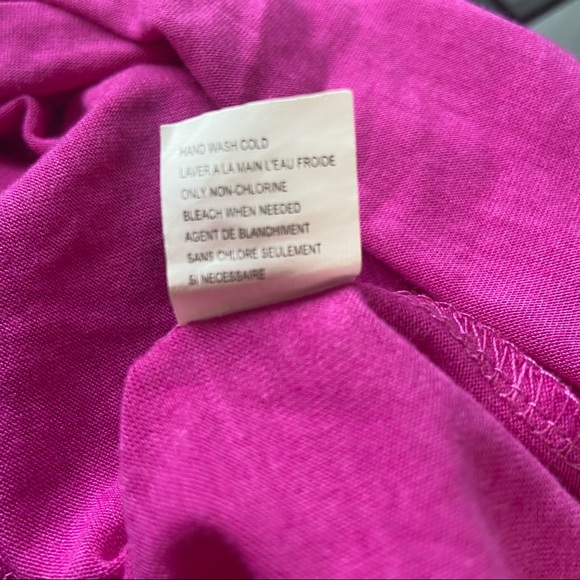 HAND WASH COLD
LAVER A LA MAIN L'EAU FROIDE
ONLY NON-CHLORINE
BLEACH WHEN NEEDED
AGENT DE BLANCHIMENT
SANS CHLORE SEULEMENT
SI NECESSAIRE